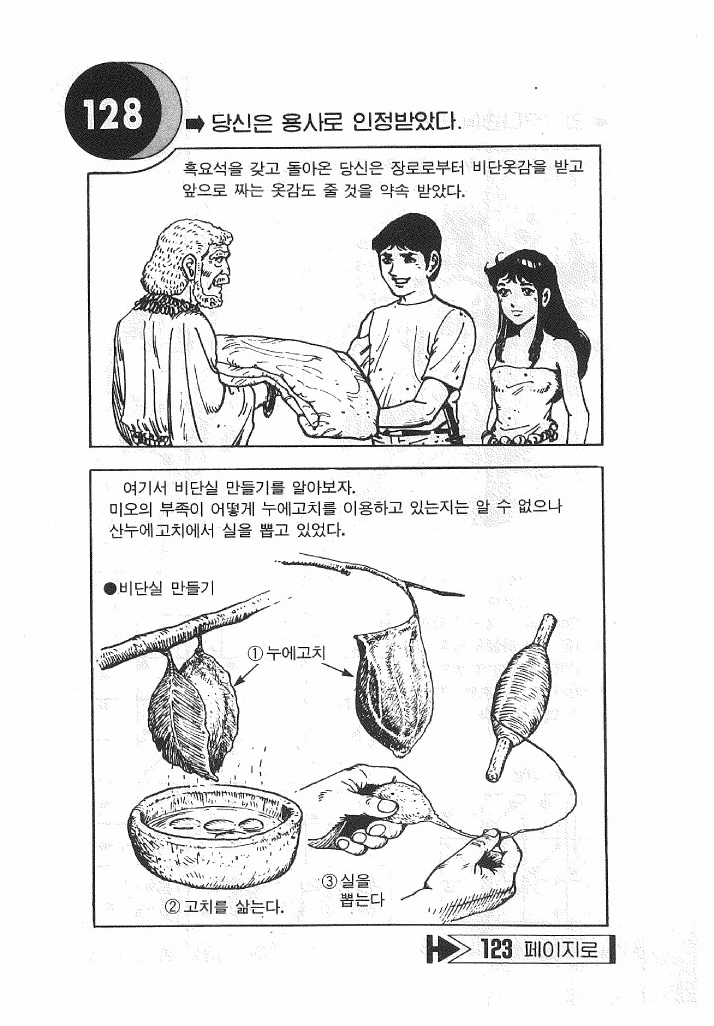 128
➡ 당신은 용사로 인정받았다.
흑요석을 갖고 돌아온 당신은 장로로부터 비단옷감을 받고
앞으로 짜는 옷감도 줄 것을 약속 받았다.
여기서 비단실 만들기를 알아보자.
미오의 부족이 어떻게 누에고치를 이용하고 있는지는 알 수 없으나
산누에고치에서 실을 뽑고 있었다.
●비단실 만들기
①누에고치
②고치를 삶는다.
③실을
뽑는다
123 페이지로